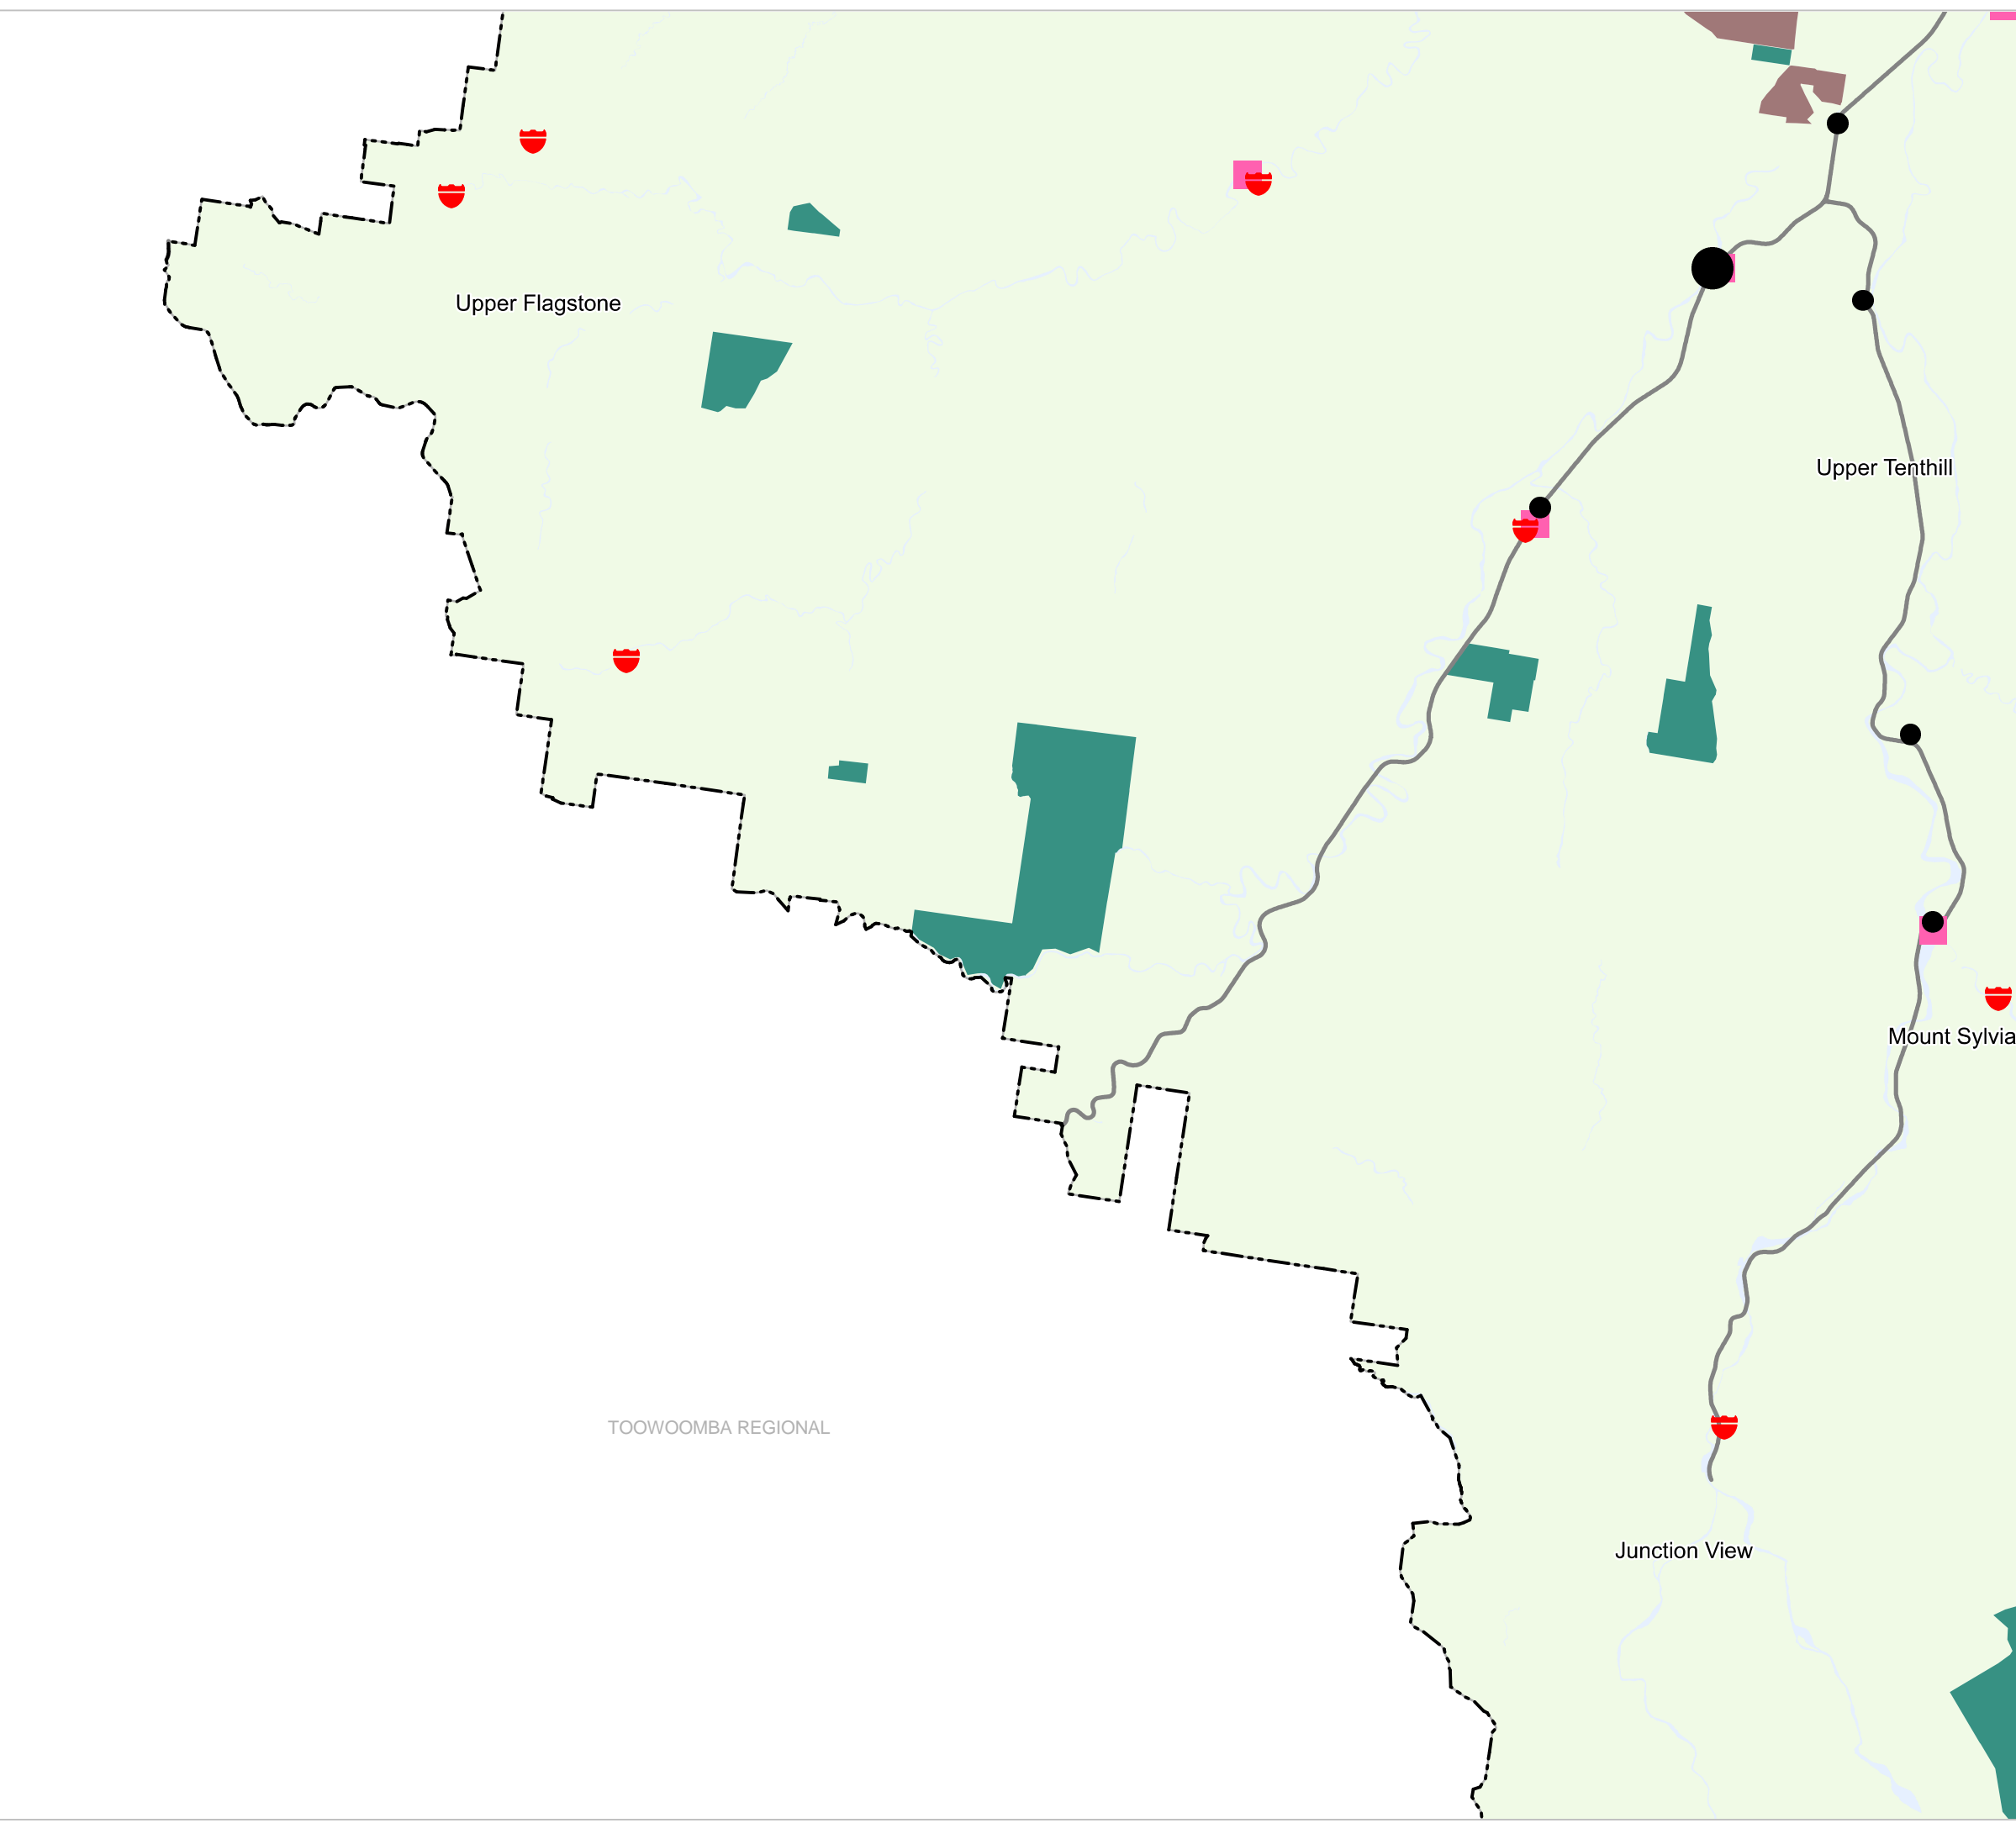 Upper Flagstone
Upper Tenthill
Mount Sylvia
TOOWOOMBA REGIONAL
Junction View